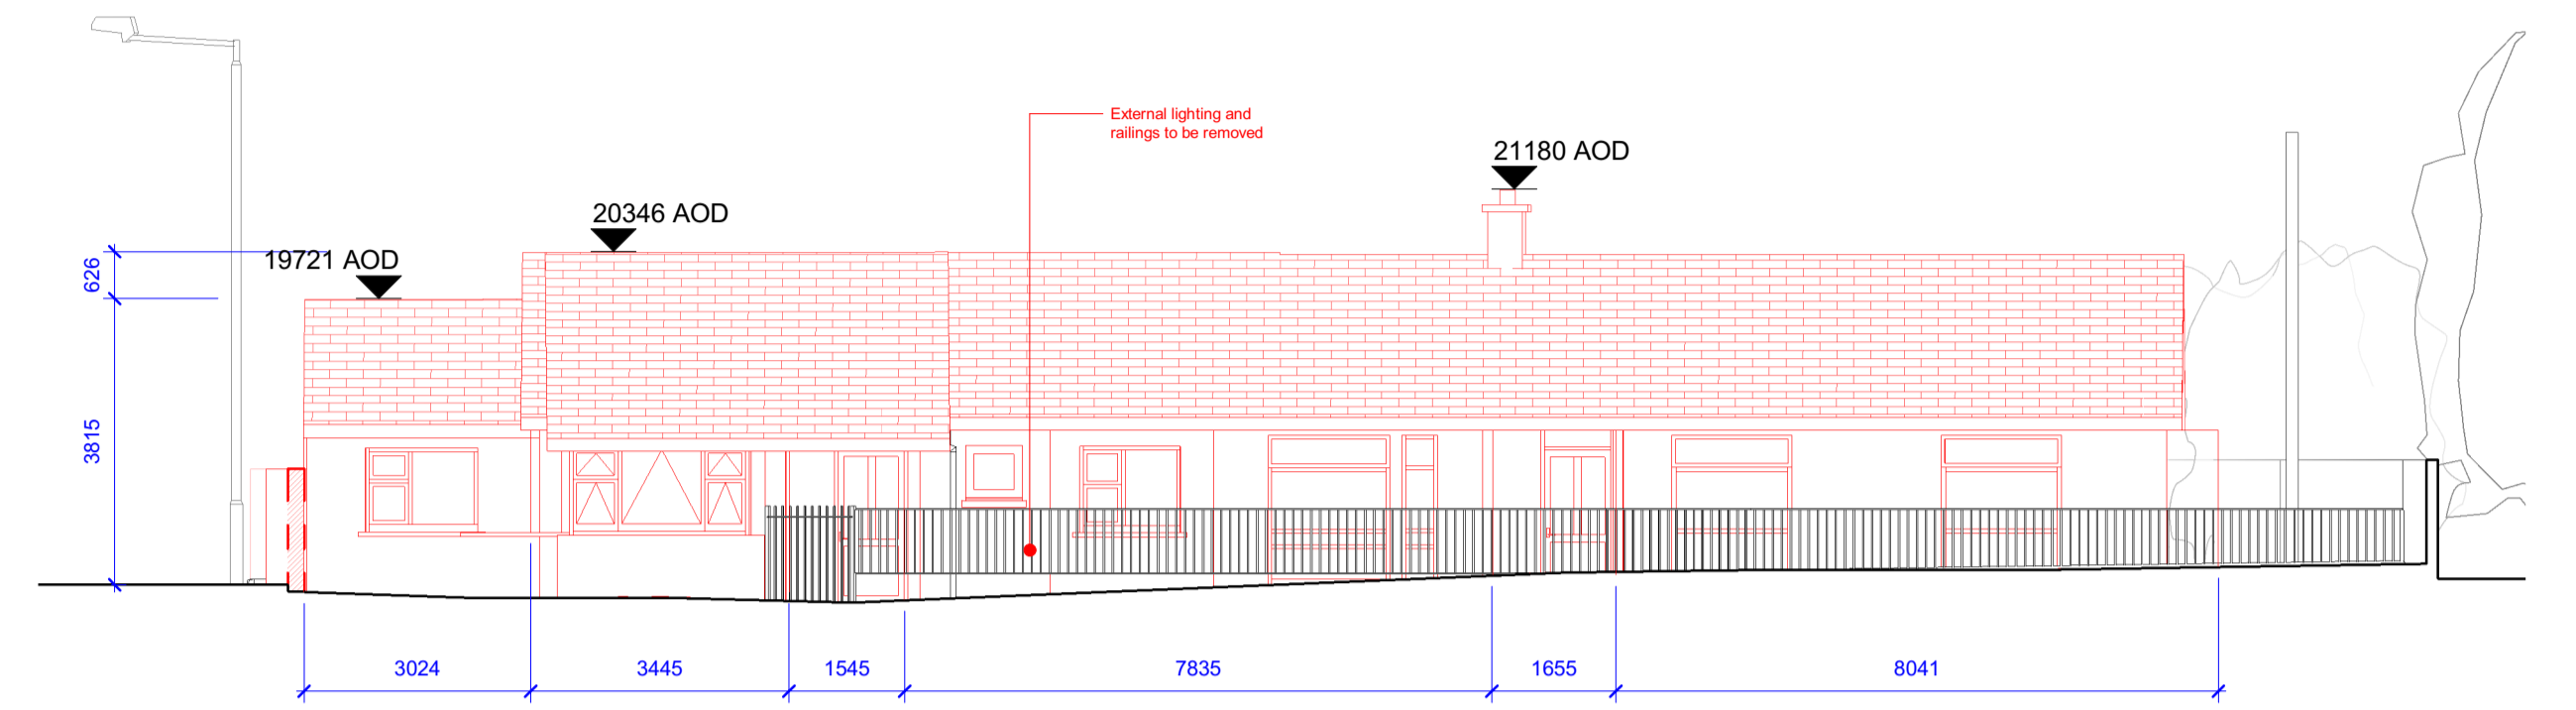 External lighting and
railings to be removed
21180 AOD
20346 AOD
19721 AOD
626
3815
3024
3445
1545
7835
1655
8041